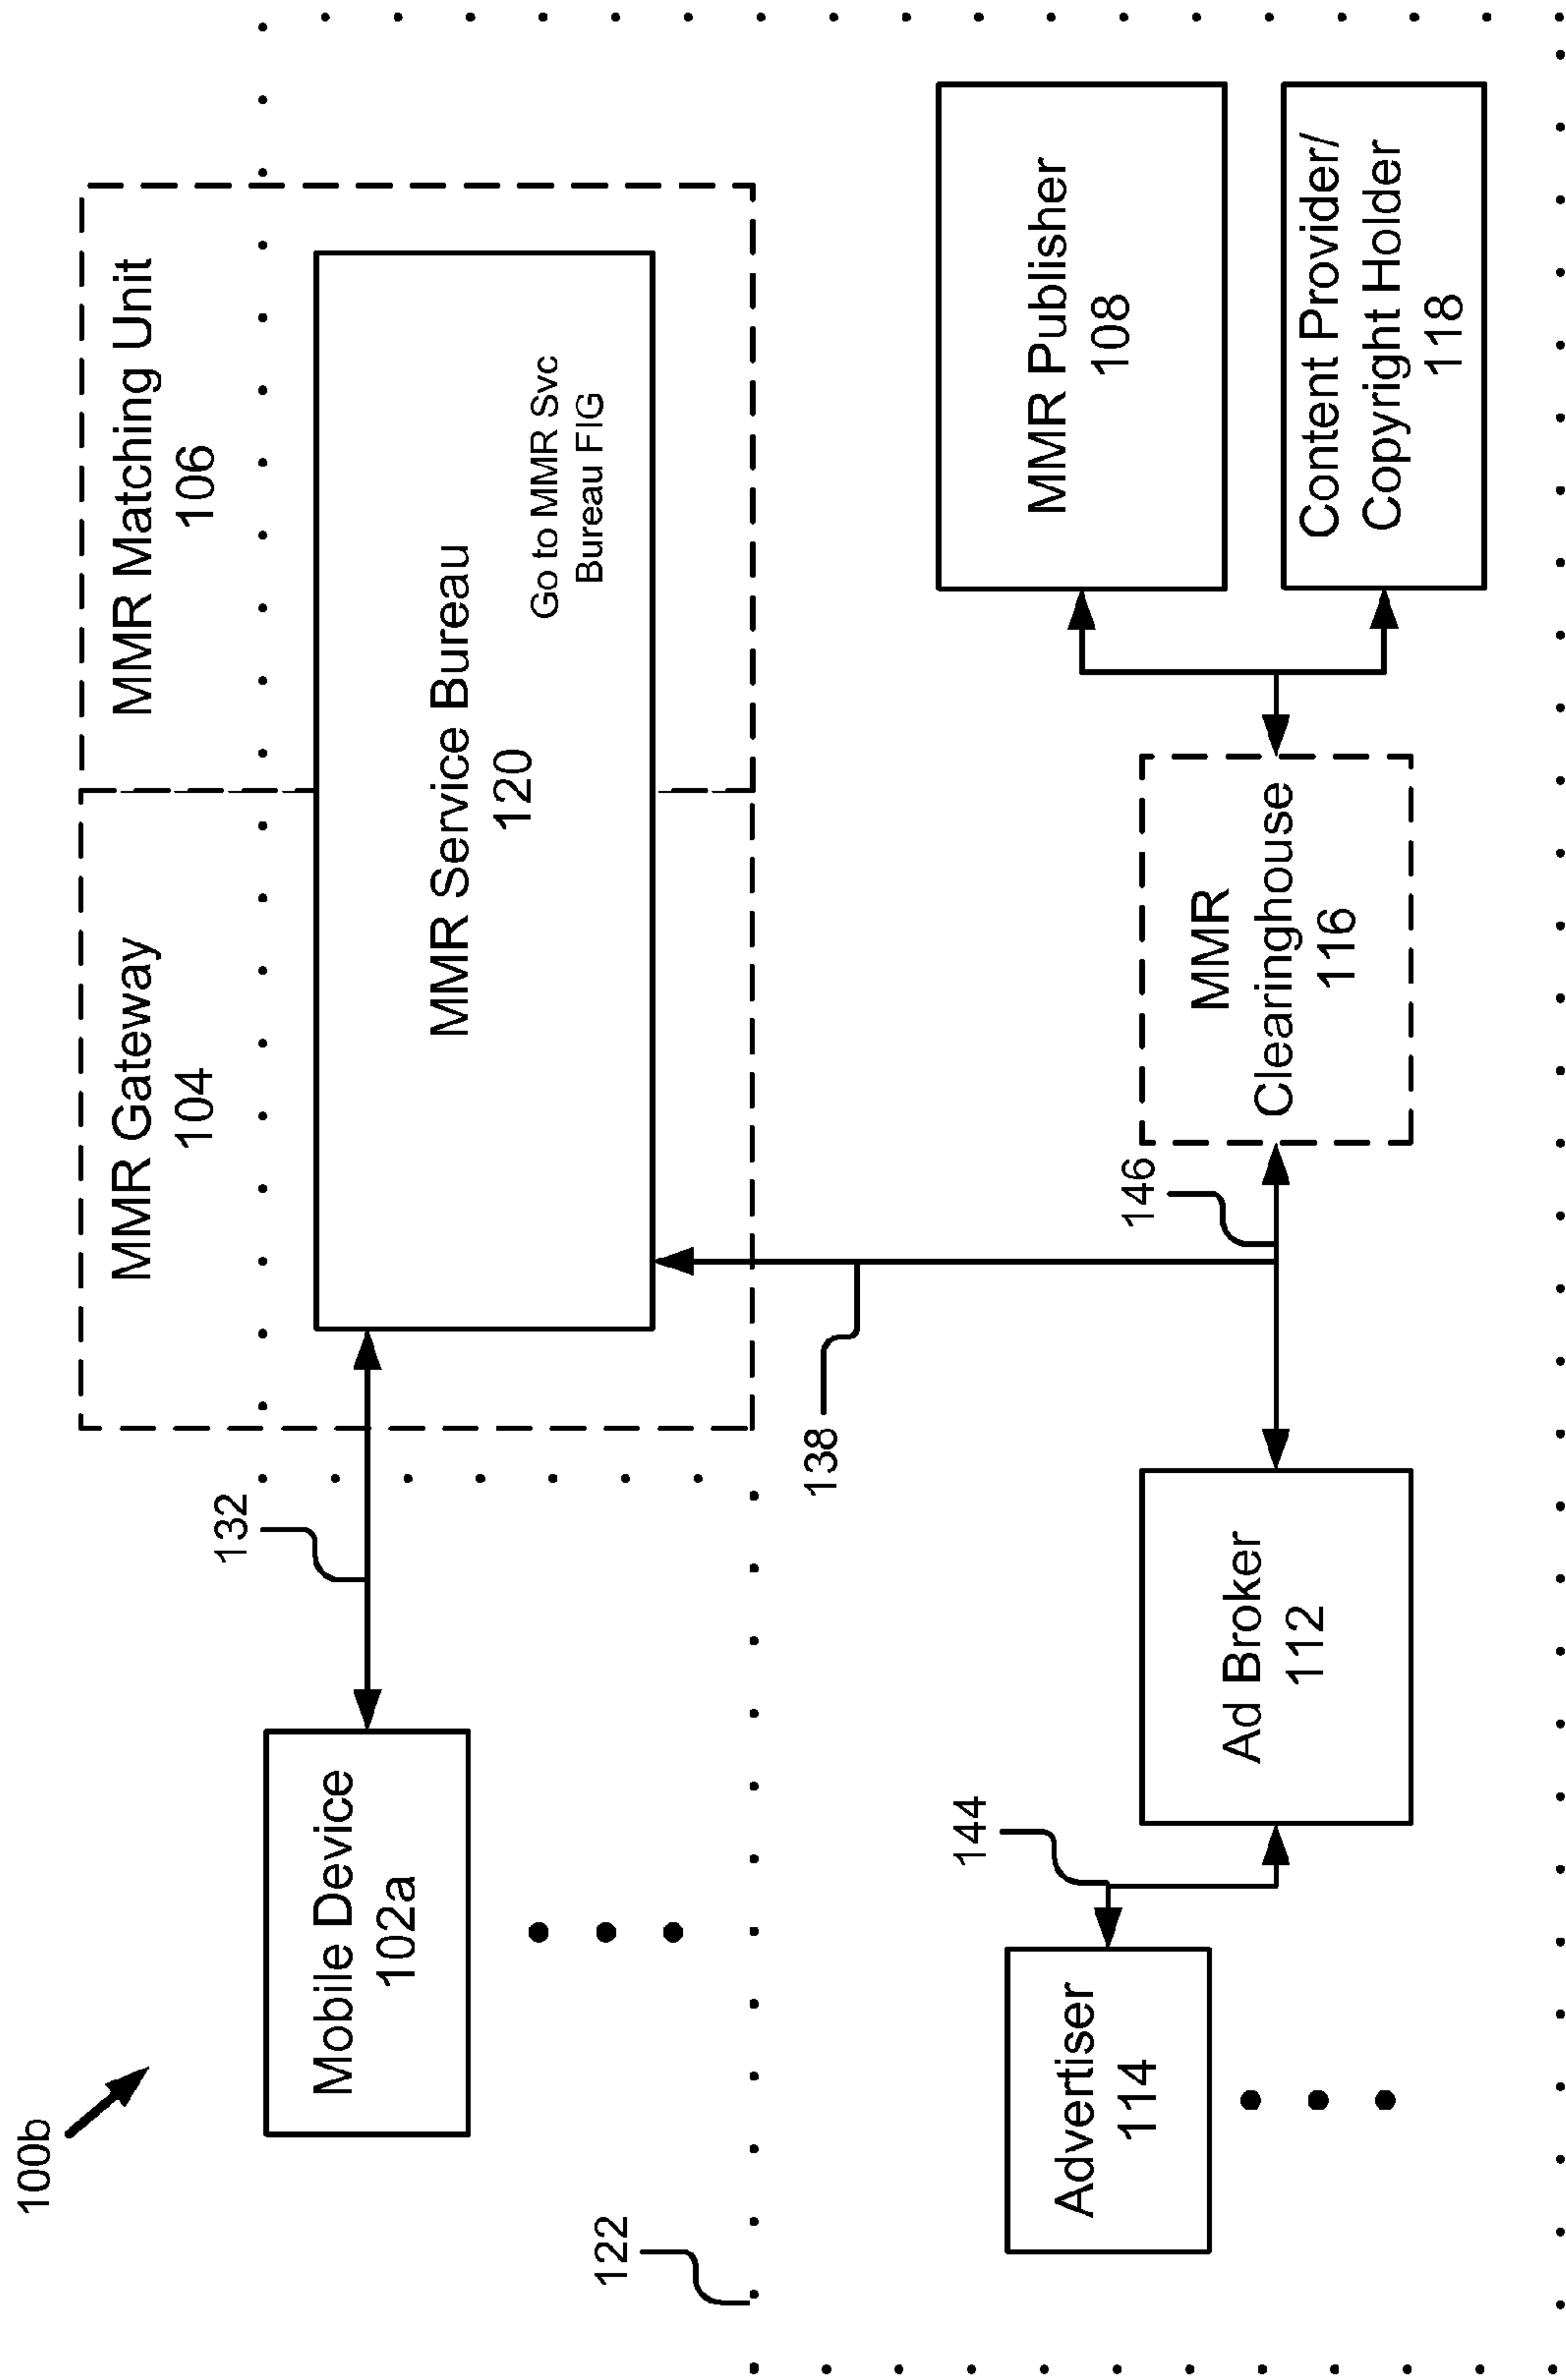 100b
MMR Gateway
104
MMR Matching Unit
106
132
Mobile Device
102a
MMR Service Bureau
120
Go to MMR Svc
Bureau FIG
122
138
144
146
Advertiser
114
Ad Broker
112
MMR
Clearinghouse
116
MMR Publisher
108
Content Provider/
Copyright Holder
118